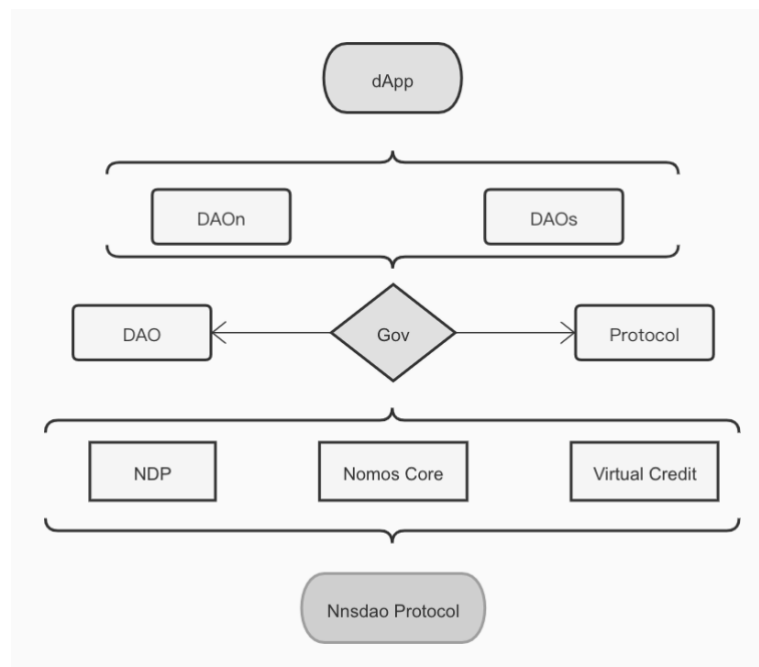 dApp
DAOn
DAOs
DAO
Gov
Protocol
NDP
Nomos Core
Virtual Credit
Nnsdao Protocol